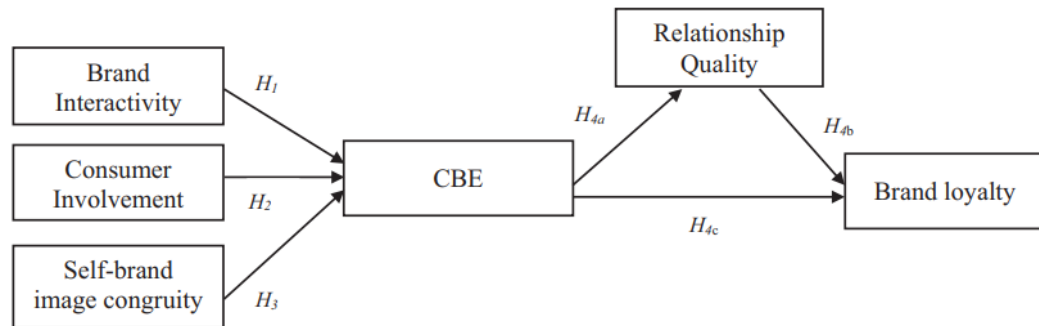 Brand
Interactivity
H1
Consumer
Involvement
H2
Self-brand
image congruity
H3
CBE
H4a
Relationship
Quality
H4b
H4c
Brand loyalty